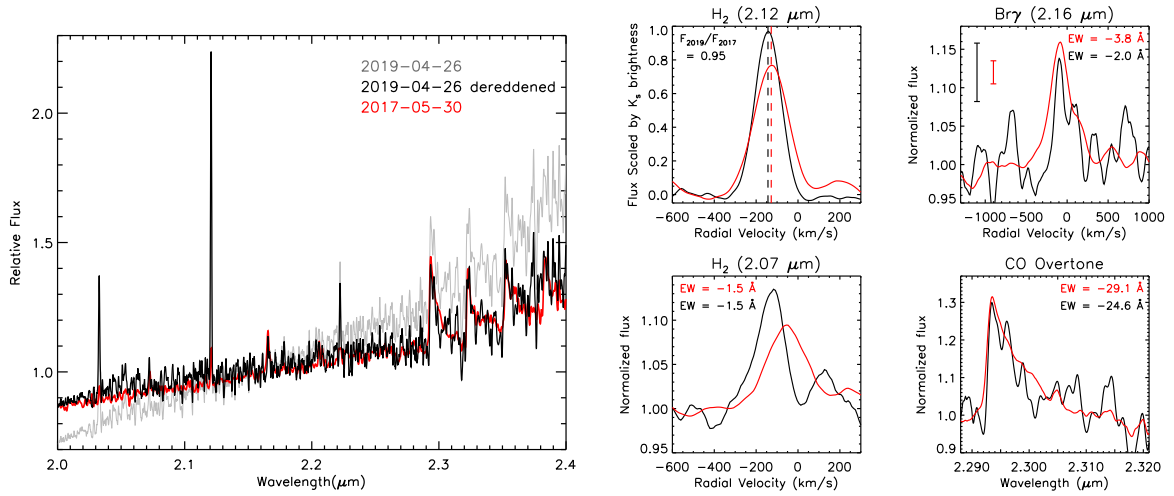 2019-04-26
2019-04-26 dereddened
2017-05-30
Relative Flux
2.0
1.5
1.0
2.0 2.1 2.2 2.3 2.4
Wavelength(μm)
H₂ (2.12 μm)
F₂₀₁₉/F₂₀₁₇
= 0.95
Flux Scaled by Kₛ brightness
1.0
0.8
0.6
0.4
0.2
0.0
-600 -400 -200 0 200
Radial Velocity (km/s)
Brγ (2.16 μm)
EW = -3.8 Å
EW = -2.0 Å
Normalized flux
1.15
1.10
1.05
1.00
0.95
-1000 -500 0 500 1000
Radial Velocity (km/s)
H₂ (2.07 μm)
EW = -1.5 Å
EW = -1.5 Å
Normalized flux
1.10
1.05
1.00
0.95
-600 -400 -200 0 200
Radial Velocity (km/s)
CO Overtone
EW = -29.1 Å
EW = -24.6 Å
Normalized flux
1.3
1.2
1.1
1.0
0.9
2.290 2.300 2.310 2.320
Wavelength (μm)